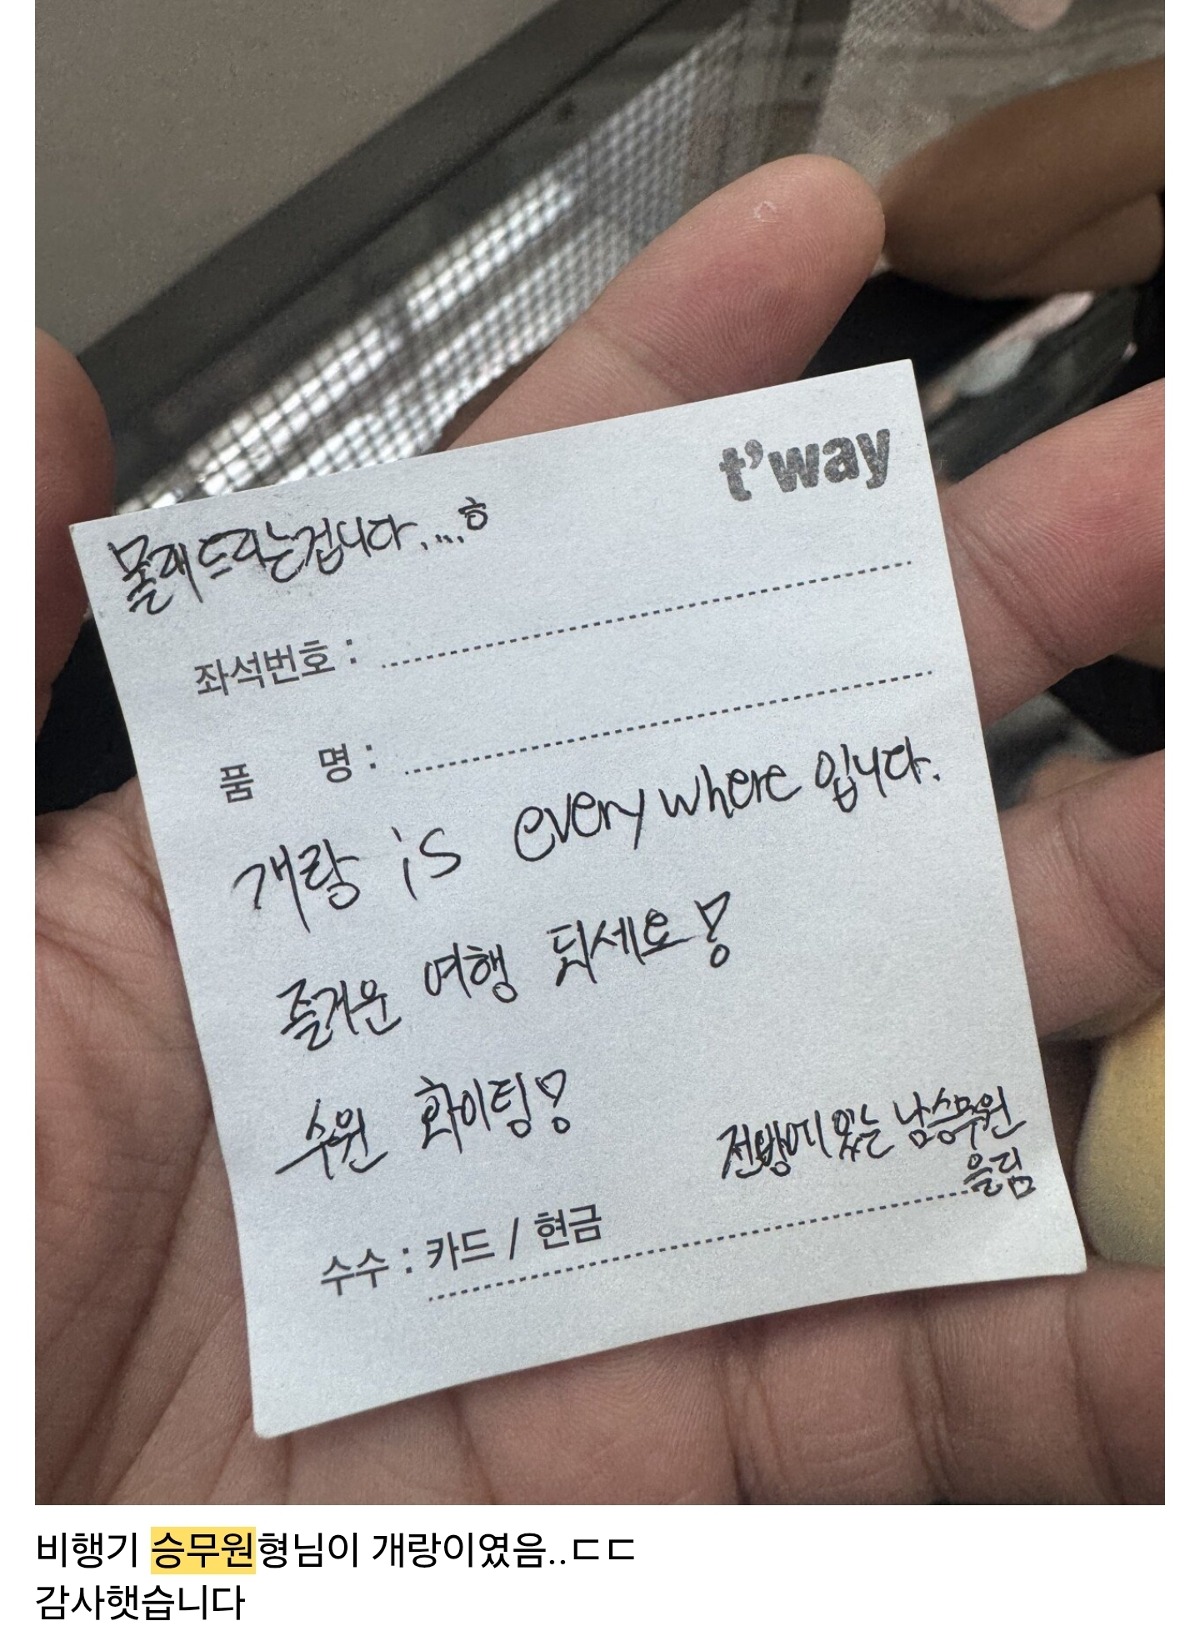 t'way
몰래드리는겁니다....ㅎ
좌석번호 :
품 명 :
개랑 is everywhere 입니다.
즐거운 여행 되세요!
수원 화이팅!
전방에 있는 남승무원
올림
수수 : 카드 / 현금
비행기 승무원형님이 개랑이였음..ㄷㄷ
감사햇습니다